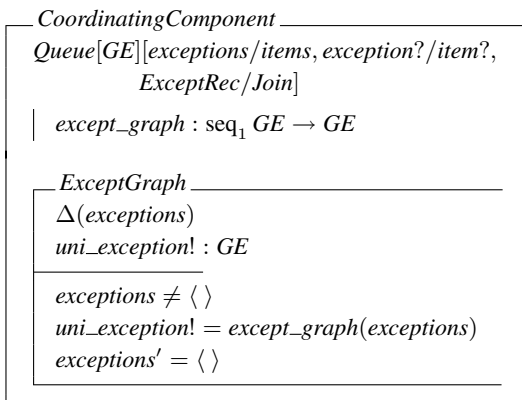 CoordinatingComponent
Queue[GE][exceptions/items, exception?/item?,
ExceptRec/Join]
except_graph : seq₁ GE → GE
ExceptGraph
Δ(exceptions)
uni_exception! : GE
exceptions ≠ ⟨ ⟩
uni_exception! = except_graph(exceptions)
exceptions′ = ⟨ ⟩